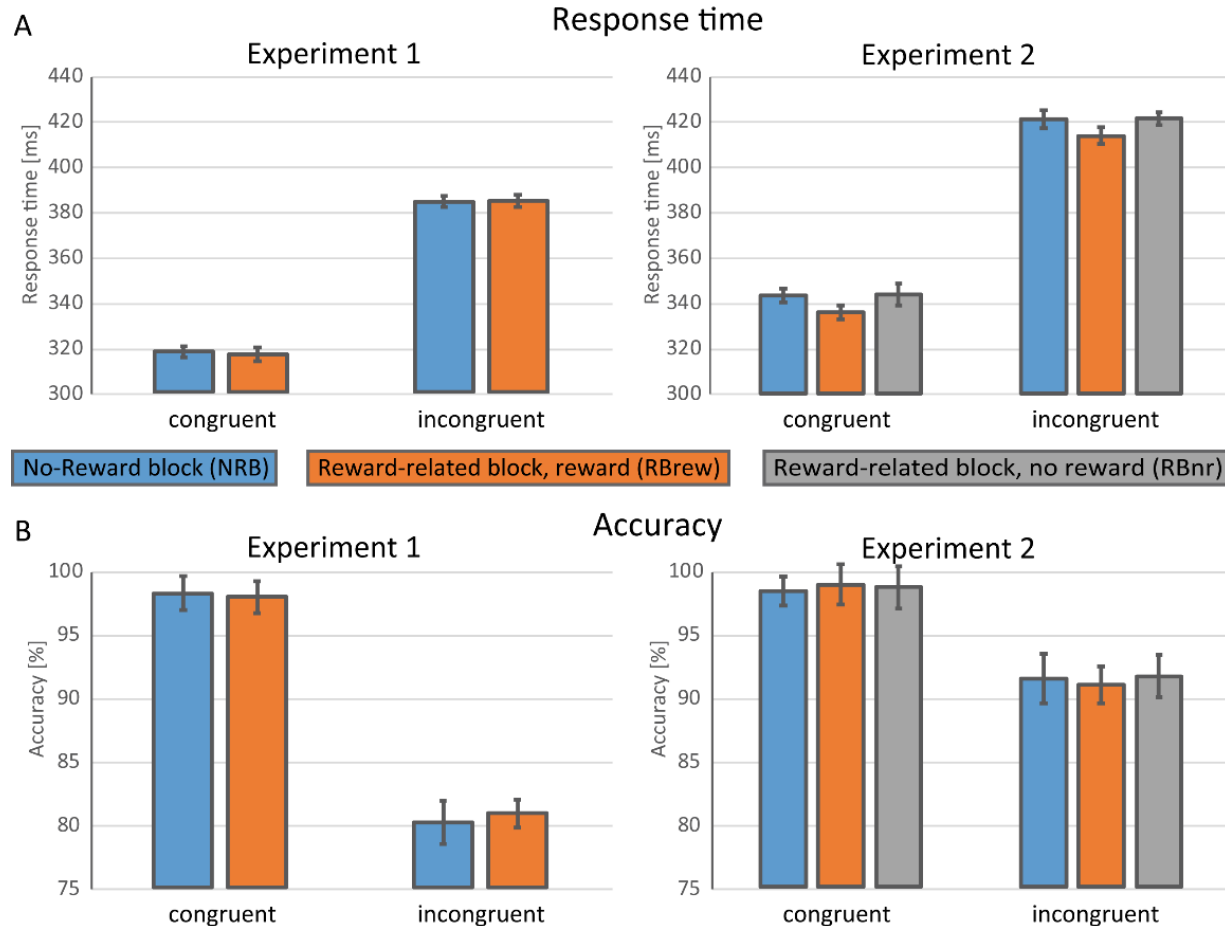 A
Response time
Experiment 1
Experiment 2
Response time [ms]
440
420
400
380
360
340
320
300
congruent
incongruent
Response time [ms]
440
420
400
380
360
340
320
300
congruent
incongruent
No-Reward block (NRB)
Reward-related block, reward (RBrew)
Reward-related block, no reward (RBnr)
B
Accuracy
Experiment 1
Experiment 2
Accuracy [%]
100
95
90
85
80
75
congruent
incongruent
Accuracy [%]
100
95
90
85
80
75
congruent
incongruent